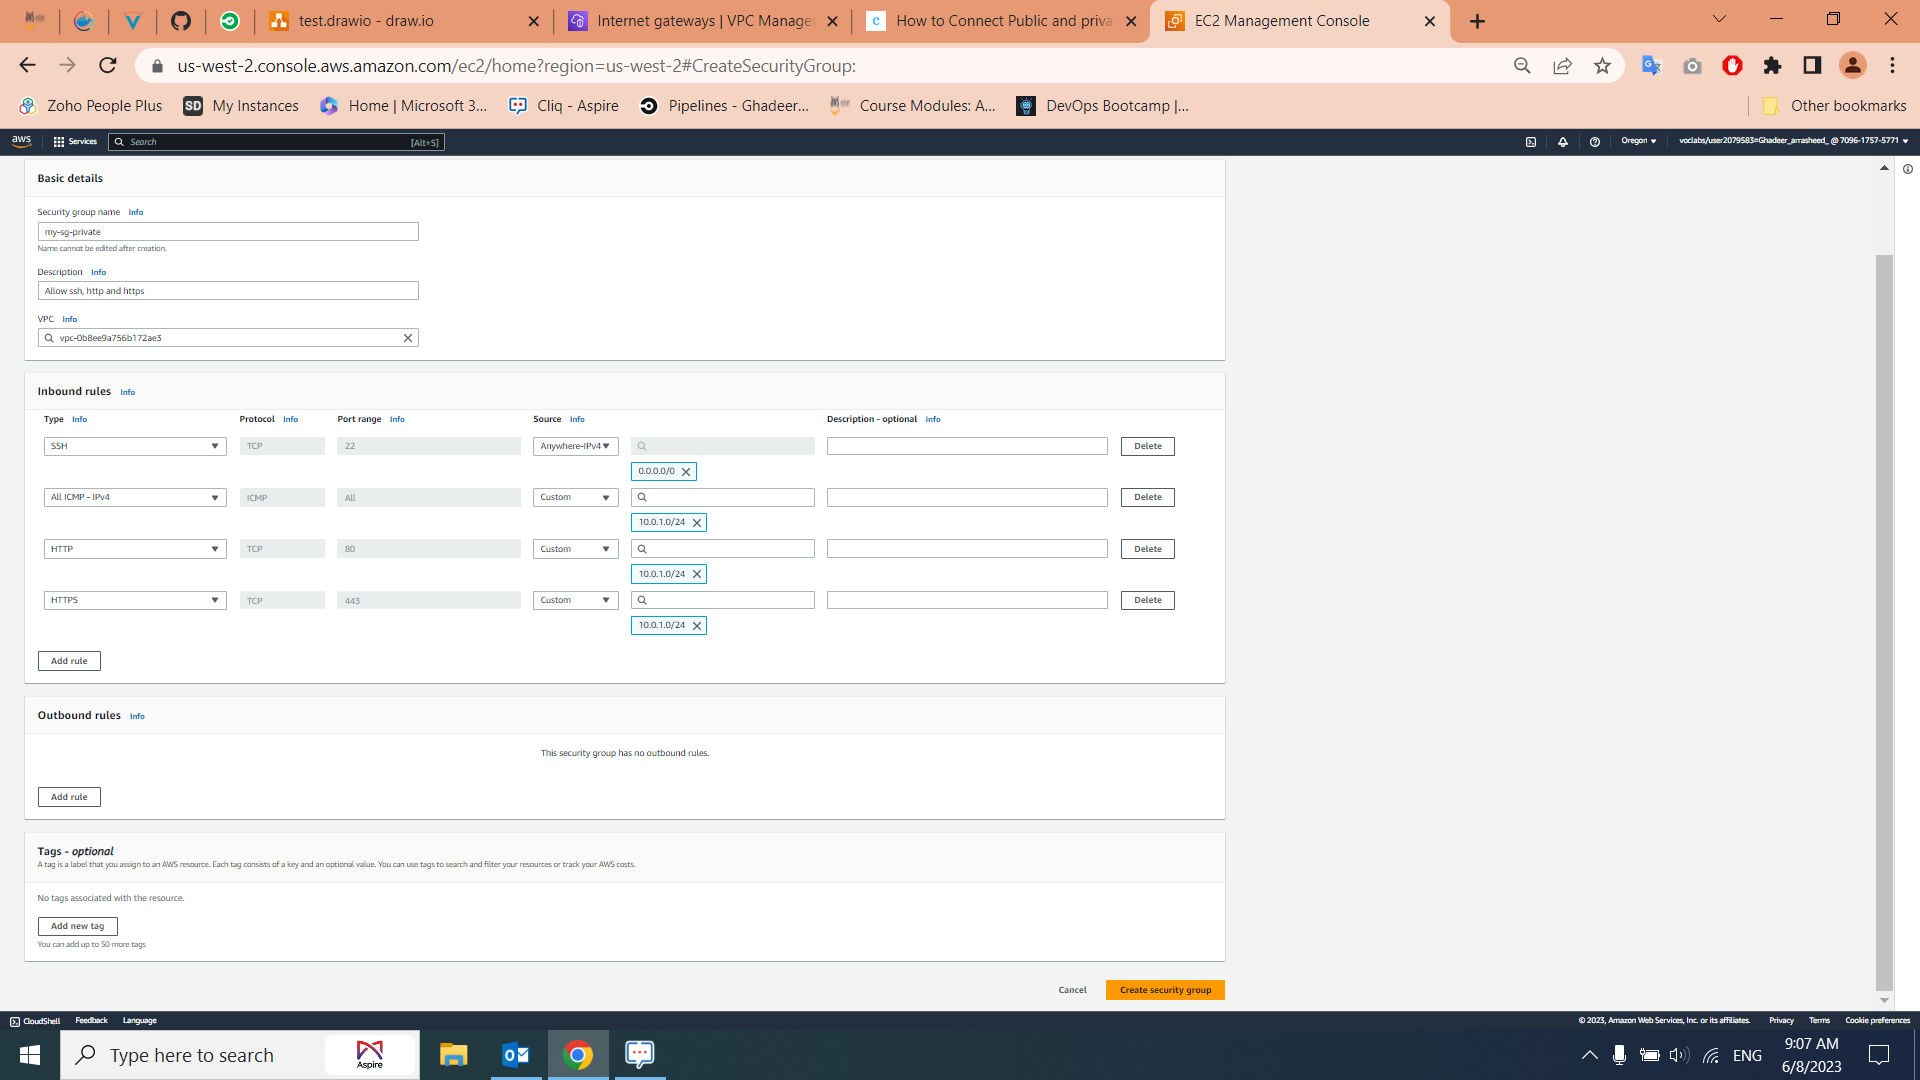 test.drawio - draw.io
Internet gateways | VPC Manager
How to Connect Public and priva
EC2 Management Console
us-west-2.console.aws.amazon.com/ec2/home?region=us-west-2#CreateSecurityGroup:
Zoho People Plus
SD My Instances
Home | Microsoft 3...
Cliq - Aspire
Pipelines - Ghadeer...
Course Modules: A...
DevOps Bootcamp |...
Other bookmarks
aws Services Search [Alt+S] Oregon voclabs/user2079583=Ghadeer_arrasheed_ @ 7096-1757-5771
Basic details
Security group name Info
my-sg-private
Name cannot be edited after creation.
Description Info
Allow ssh, http and https
VPC Info
vpc-0b8ee9a756b172ae3
Inbound rules Info
Type Info Protocol Info Port range Info Source Info Description - optional Info
SSH TCP 22 Anywhere-IPv4 Delete
0.0.0.0/0
All ICMP - IPv4 ICMP All Custom Delete
10.0.1.0/24
HTTP TCP 80 Custom Delete
10.0.1.0/24
HTTPS TCP 443 Custom Delete
10.0.1.0/24
Add rule
Outbound rules Info
This security group has no outbound rules.
Add rule
Tags - optional
A tag is a label that you assign to an AWS resource. Each tag consists of a key and an optional value. You can use tags to search and filter your resources or track your AWS costs.
No tags associated with the resource.
Add new tag
You can add up to 50 more tags
Cancel Create security group
CloudShell Feedback Language © 2023, Amazon Web Services, Inc. or its affiliates. Privacy Terms Cookie preferences
Type here to search
Aspire
ENG
9:07 AM
6/8/2023